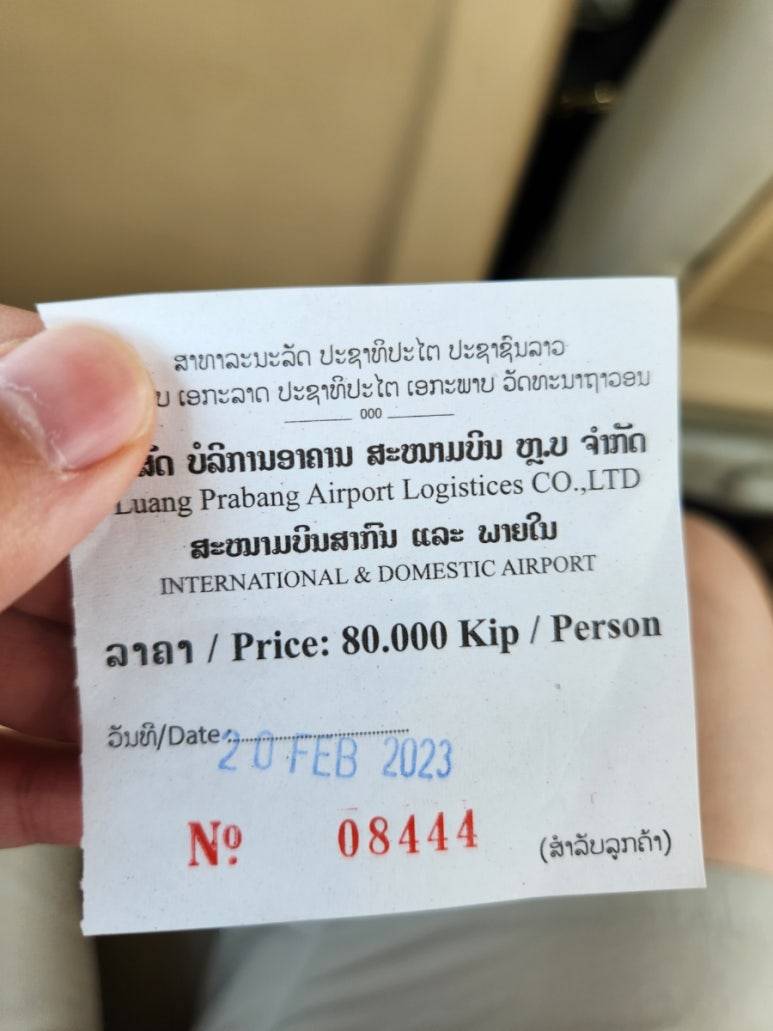 ສາທາລະນະລັດ ປະຊາທິປະໄຕ ປະຊາຊົນລາວ
ເອກະລາດ ປະຊາທິປະໄຕ ເອກະພາບ ວັດທະນາຖາວອນ
000
ບໍລິການອາຄານ ສະໜາມບິນ ຫຼ.ບ ຈຳກັດ
Luang Prabang Airport Logistices CO.,LTD
ສະໜາມບິນສາກົນ ແລະ ພາຍໃນ
INTERNATIONAL & DOMESTIC AIRPORT
ລາຄາ / Price: 80.000 Kip / Person
ວັນທີ/Date 20 FEB 2023
Nº 08444 (ສຳລັບລູກຄ້າ)